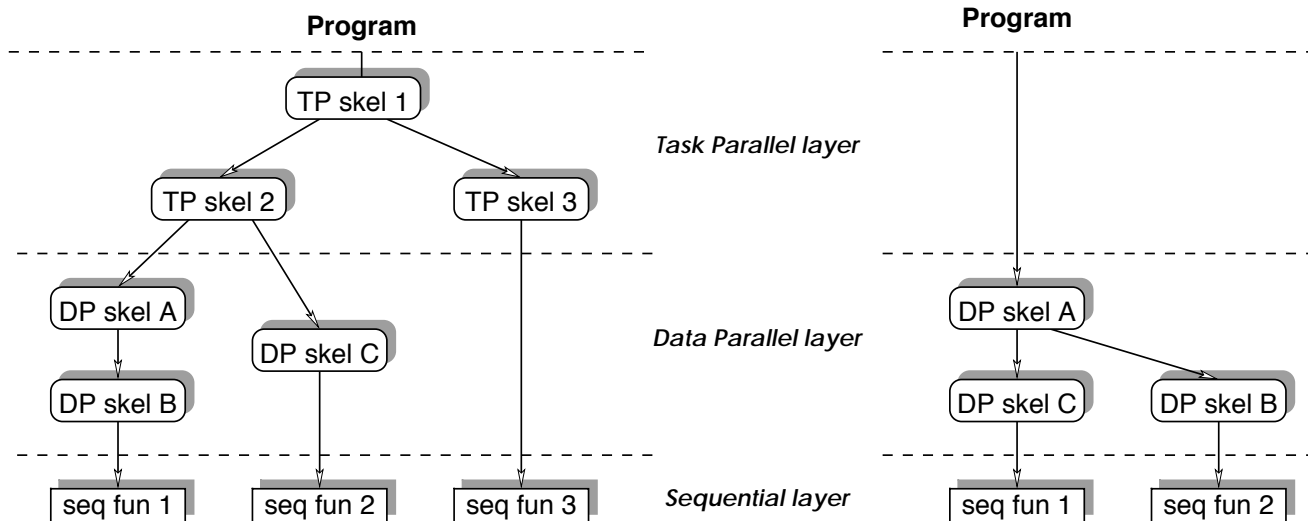 Program
Program
TP skel 1
Task Parallel layer
TP skel 2
TP skel 3
DP skel A
DP skel A
DP skel C
Data Parallel layer
DP skel B
DP skel C
DP skel B
seq fun 1
seq fun 2
seq fun 3
Sequential layer
seq fun 1
seq fun 2